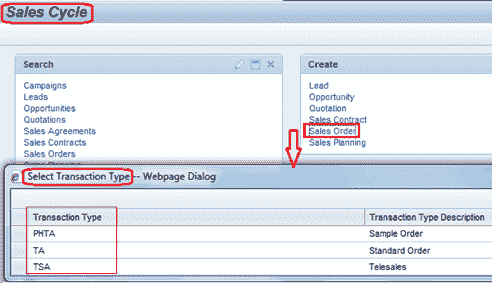 Sales Cycle
Search
Campaigns
Leads
Opportunities
Quotations
Sales Agreements
Sales Contracts
Sales Orders
Create
Lead
Opportunity
Quotation
Sales Contract
Sales Order
Sales Planning
Select Transaction Type -- Webpage Dialog
Transaction Type Transaction Type Description
PHTA Sample Order
TA Standard Order
TSA Telesales